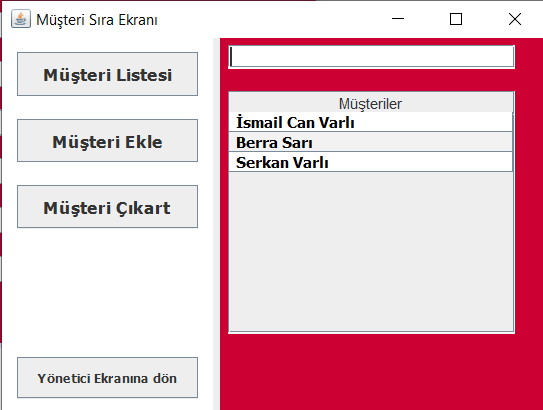 Müşteri Sıra Ekranı
Müşteri Listesi
Müşteri Ekle
Müşteri Çıkart
Yönetici Ekranına dön
Müşteriler
İsmail Can Varlı
Berra Sarı
Serkan Varlı